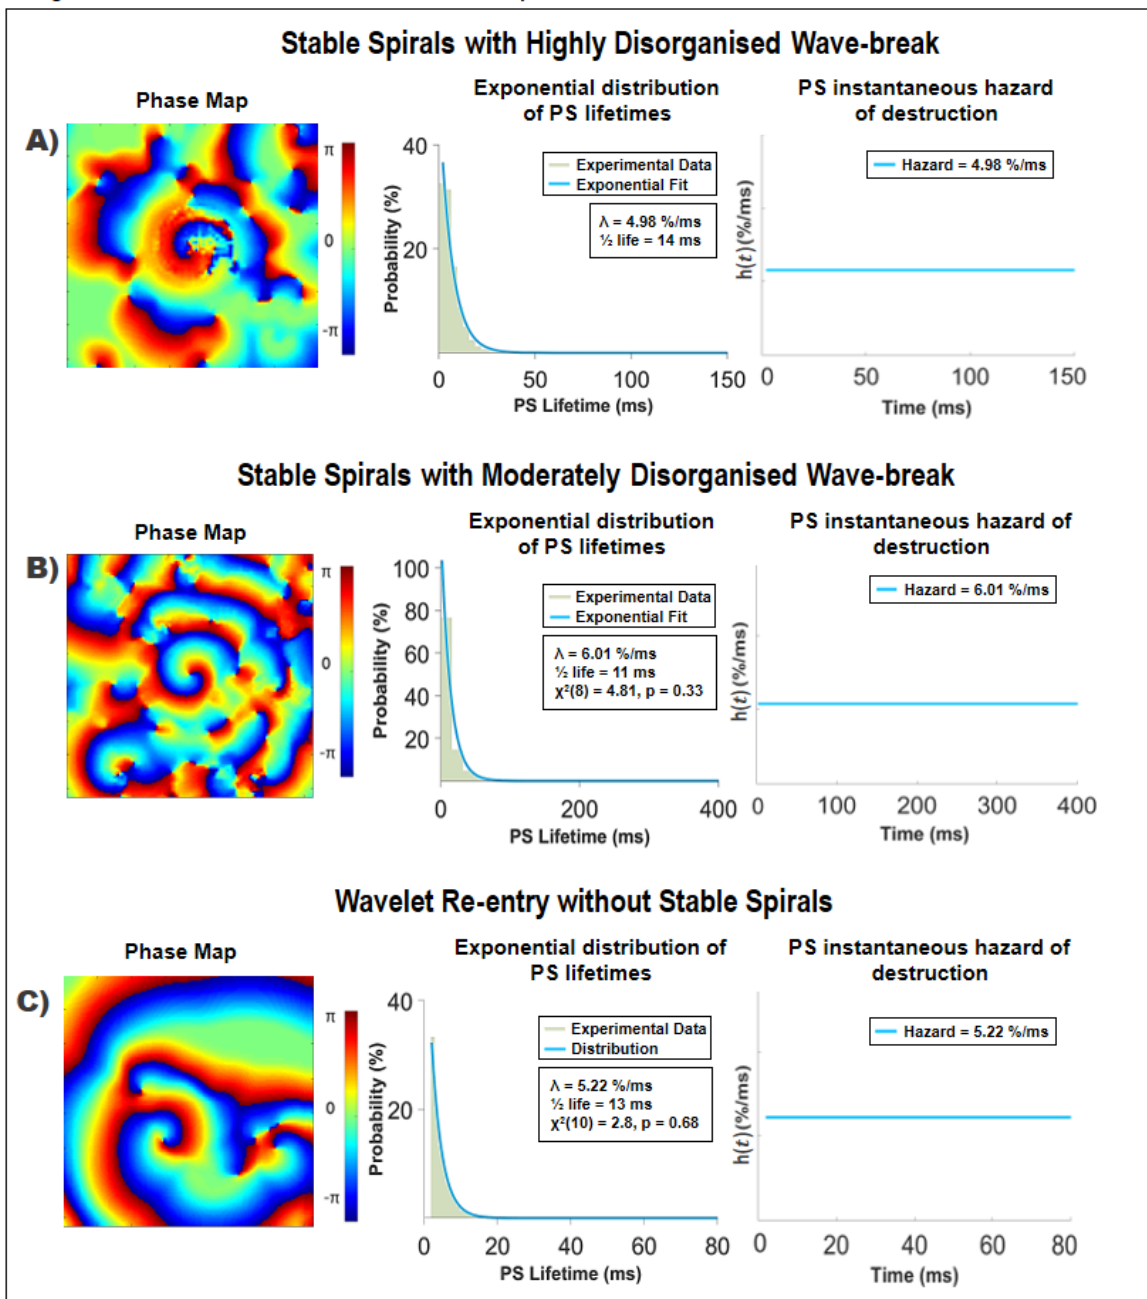 Stable Spirals with Highly Disorganised Wave-break
A)
Phase Map
π
0
-π
Exponential distribution
of PS lifetimes
Probability (%)
40
20
Experimental Data
Exponential Fit
λ = 4.98 %/ms
½ life = 14 ms
0 50 100 150
PS Lifetime (ms)
PS instantaneous hazard
of destruction
h(t)(%/ms)
Hazard = 4.98 %/ms
0 50 100 150
Time (ms)
Stable Spirals with Moderately Disorganised Wave-break
B)
Phase Map
π
0
-π
Exponential distribution
of PS lifetimes
Probability (%)
100
80
60
40
20
Experimental Data
Exponential Fit
λ = 6.01 %/ms
½ life = 11 ms
χ²(8) = 4.81, p = 0.33
0 200 400
PS Lifetime (ms)
PS instantaneous hazard of
destruction
h(t)(%/ms)
Hazard = 6.01 %/ms
0 100 200 300 400
Time (ms)
Wavelet Re-entry without Stable Spirals
C)
Phase Map
π
0
-π
Exponential distribution of
PS lifetimes
Probability (%)
40
20
Experimental Data
Distribution
λ = 5.22 %/ms
½ life = 13 ms
χ²(10) = 2.8, p = 0.68
0 20 40 60 80
PS Lifetime (ms)
PS instantaneous hazard of
destruction
h(t)(%/ms)
Hazard = 5.22 %/ms
0 20 40 60 80
Time (ms)